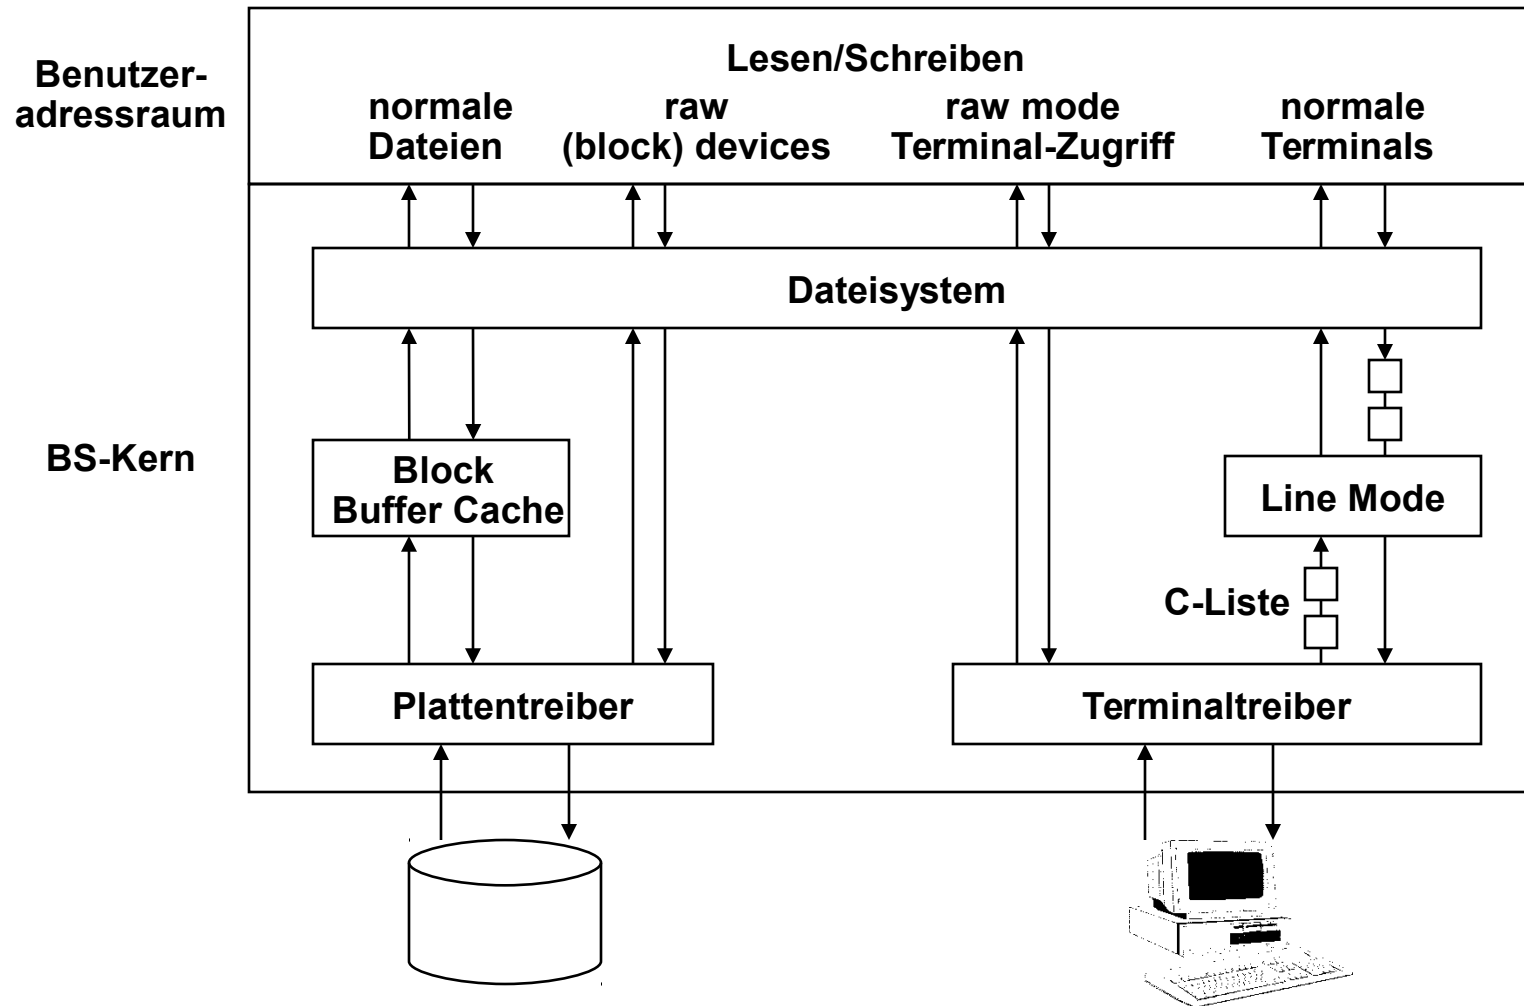 Lesen/Schreiben
Benutzer-
adressraum
normale
Dateien
raw
(block) devices
raw mode
Terminal-Zugriff
normale
Terminals
Dateisystem
BS-Kern
Block
Buffer Cache
Line Mode
C-Liste
Plattentreiber
Terminaltreiber